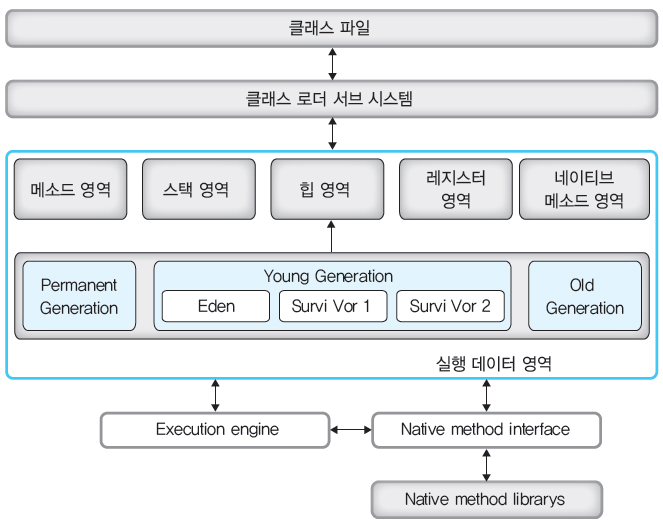 클래스 파일
클래스 로더 서브 시스템
메소드 영역
스택 영역
힙 영역
레지스터
영역
네이티브
메소드 영역
Permanent
Generation
Young Generation
Eden
Survi Vor 1
Survi Vor 2
Old
Generation
실행 데이터 영역
Execution engine
Native method interface
Native method librarys